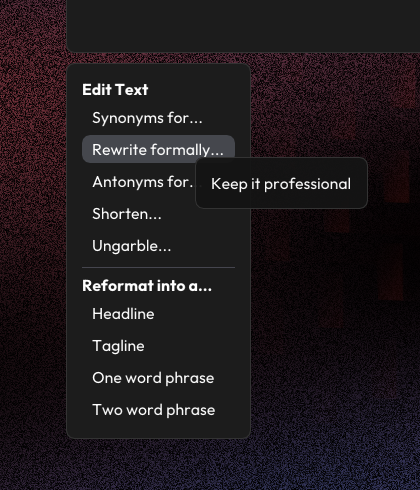 Edit Text
Synonyms for...
Rewrite formally...
Antonyms for..
Keep it professional
Shorten...
Ungarble...
Reformat into a...
Headline
Tagline
One word phrase
Two word phrase